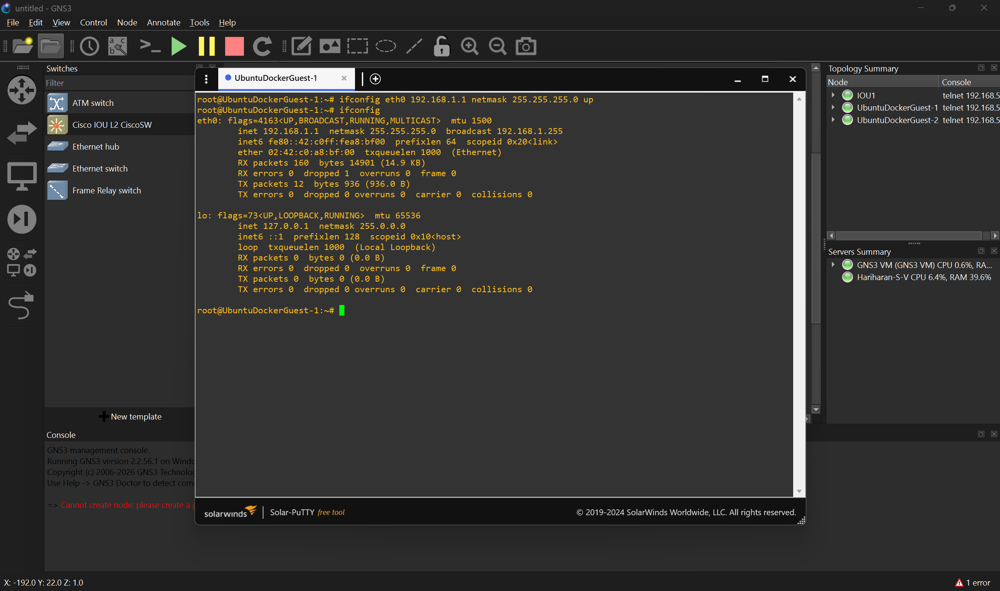 untitled - GNS3
File Edit View Control Node Annotate Tools Help
Switches
Filter
ATM switch
Cisco IOU L2 CiscoSW
Ethernet hub
Ethernet switch
Frame Relay switch
New template
UbuntuDockerGuest-1
root@UbuntuDockerGuest-1:~# ifconfig eth0 192.168.1.1 netmask 255.255.255.0 up
root@UbuntuDockerGuest-1:~# ifconfig
eth0: flags=4163<UP,BROADCAST,RUNNING,MULTICAST>  mtu 1500
        inet 192.168.1.1  netmask 255.255.255.0  broadcast 192.168.1.255
        inet6 fe80::42:c0ff:fea8:bf00  prefixlen 64  scopeid 0x20<link>
        ether 02:42:c0:a8:bf:00  txqueuelen 1000  (Ethernet)
        RX packets 160  bytes 14901 (14.9 KB)
        RX errors 0  dropped 1  overruns 0  frame 0
        TX packets 12  bytes 936 (936.0 B)
        TX errors 0  dropped 0 overruns 0  carrier 0  collisions 0
lo: flags=73<UP,LOOPBACK,RUNNING>  mtu 65536
        inet 127.0.0.1  netmask 255.0.0.0
        inet6 ::1  prefixlen 128  scopeid 0x10<host>
        loop  txqueuelen 1000  (Local Loopback)
        RX packets 0  bytes 0 (0.0 B)
        RX errors 0  dropped 0  overruns 0  frame 0
        TX packets 0  bytes 0 (0.0 B)
        TX errors 0  dropped 0 overruns 0  carrier 0  collisions 0
root@UbuntuDockerGuest-1:~#
solarwinds | Solar-PuTTY free tool
© 2019-2024 SolarWinds Worldwide, LLC. All rights reserved.
Topology Summary
Node Console
IOU1 telnet 192.168.5
UbuntuDockerGuest-1 telnet 192.168.5
UbuntuDockerGuest-2 telnet 192.168.5
Servers Summary
GNS3 VM (GNS3 VM) CPU 0.6%, RA...
Hariharan-S-V CPU 6.4%, RAM 39.6%
Console
GNS3 management console.
Running GNS3 version 2.2.56.1 on
Copyright (c) 2006-2026 GNS3
Use Help -> GNS3 Doctor to detect
=> Cannot create node: please create a
X: -192.0 Y: 22.0 Z: 1.0
1 error